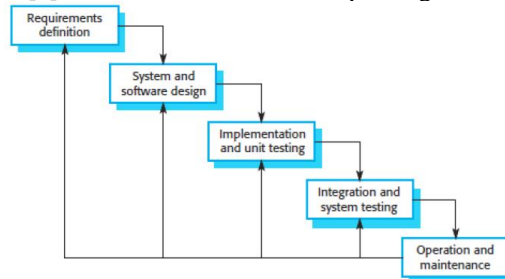 Requirements
definition
System and
software design
Implementation
and unit testing
Integration and
system testing
Operation and
maintenance